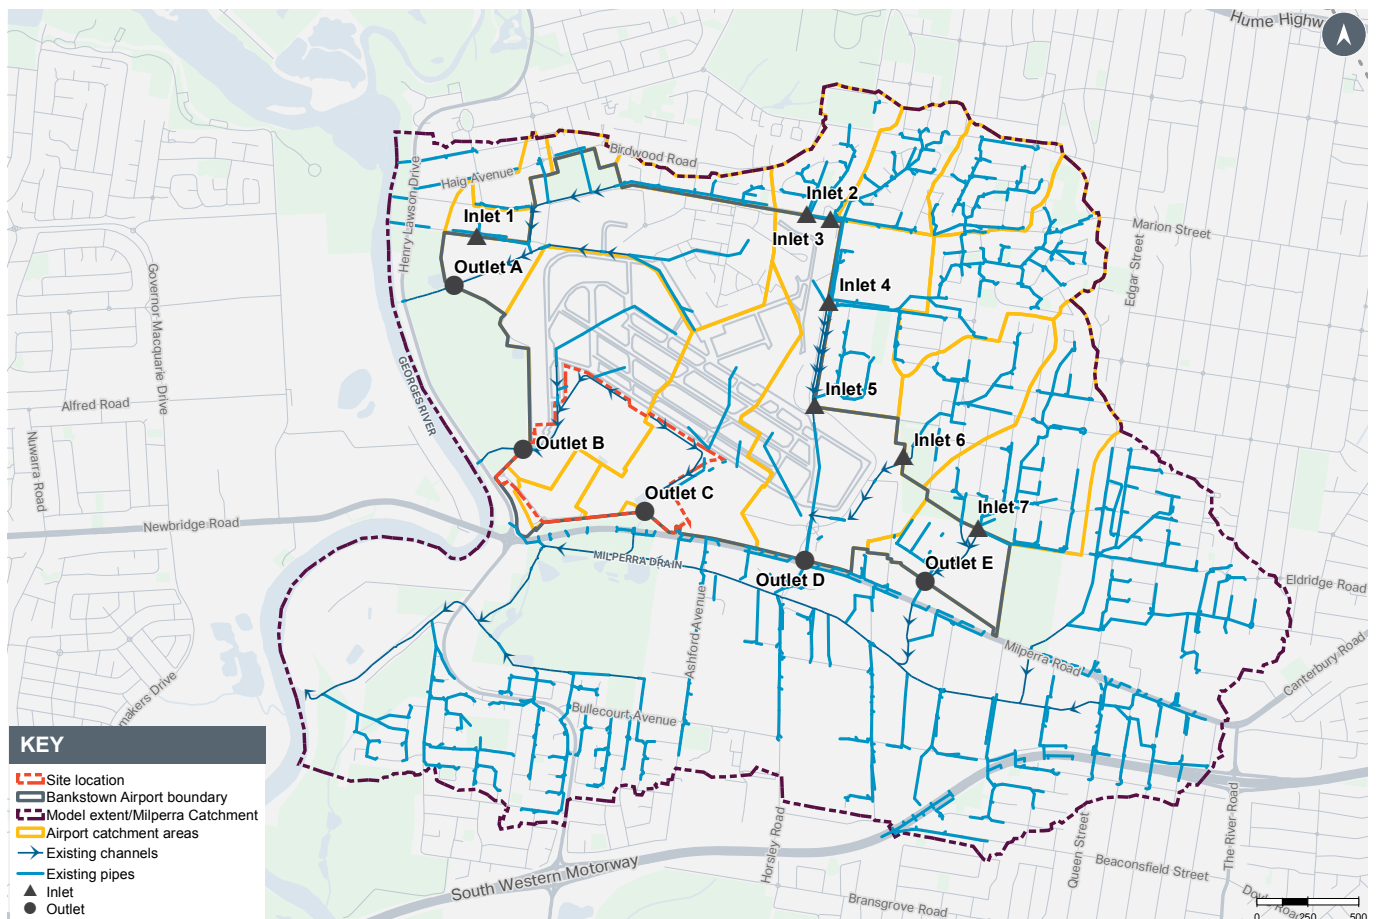 Hume Highw
Birdwood Road
Haig Avenue
Henry Lawson Drive
Inlet 1
Inlet 2
Inlet 3
Marion Street
Edgar Street
Outlet A
Inlet 4
Governor Macquarie Drive
GEORGES RIVER
Alfred Road
Inlet 5
Nuwarra Road
Outlet B
Inlet 6
Outlet C
Inlet 7
Newbridge Road
MILPERRA DRAIN
Outlet D
Outlet E
Eldridge Road
Ashford Avenue
Milperra Road
Canterbury Road
makers Drive
Bullecourt Avenue
KEY
Site location
Bankstown Airport boundary
Model extent/Milperra Catchment
Airport catchment areas
Existing channels
Existing pipes
Inlet
Outlet
South Western Motorway
Horsley Road
Queen Street
The River Road
Beaconsfield Street
Bransgrove Road
0 250 500